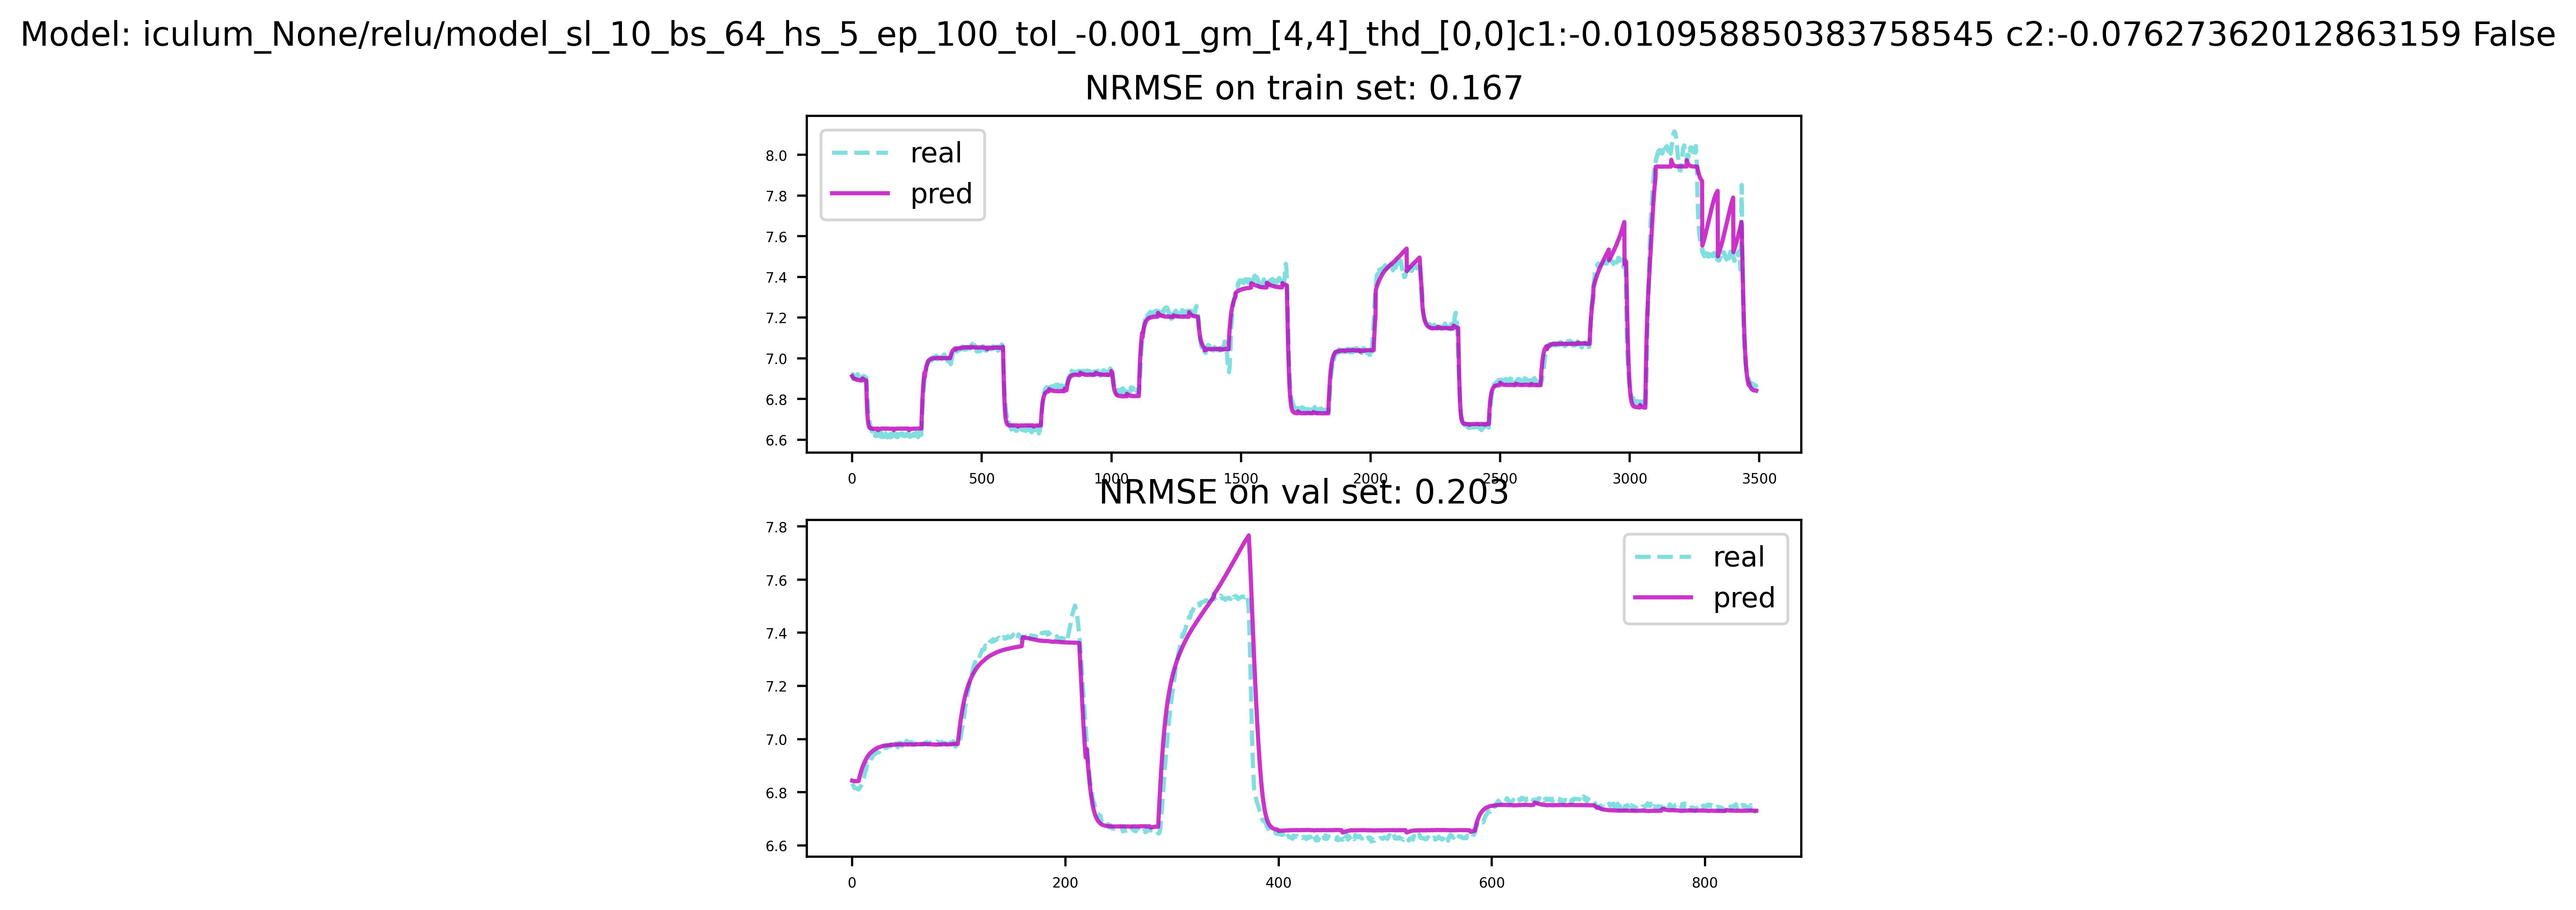 Model: iculum_None/relu/model_sl_10_bs_64_hs_5_ep_100_tol_-0.001_gm_[4,4]_thd_[0,0]c1:-0.010958850383758545 c2:-0.07627362012863159 False
NRMSE on train set: 0.167
real
pred
8.0
7.8
7.6
7.4
7.2
7.0
6.8
6.6
0 500 1000 1500 2000 2500 3000 3500
NRMSE on val set: 0.203
real
pred
7.8
7.6
7.4
7.2
7.0
6.8
6.6
0 200 400 600 800